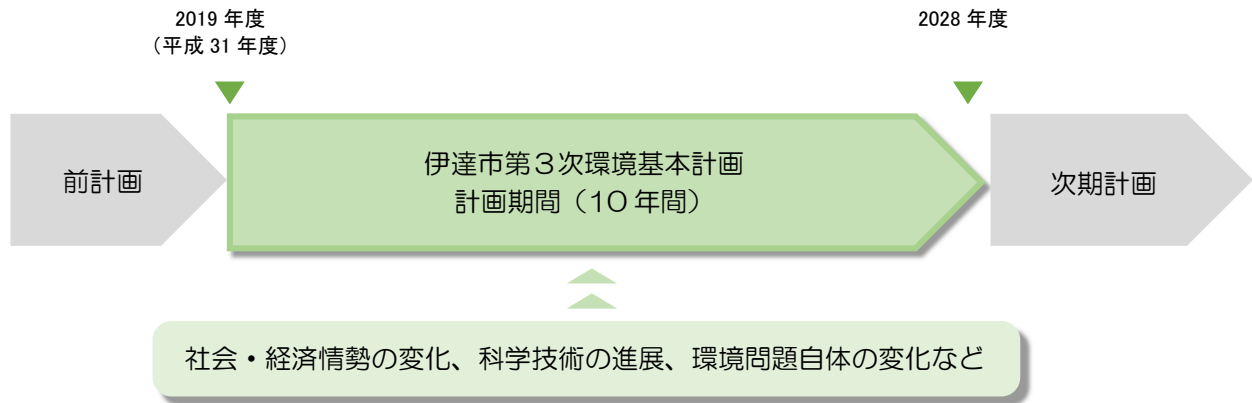 2019 年度
（平成 31 年度）
2028 年度
前計画
伊達市第３次環境基本計画
計画期間（10 年間）
次期計画
社会・経済情勢の変化、科学技術の進展、環境問題自体の変化など